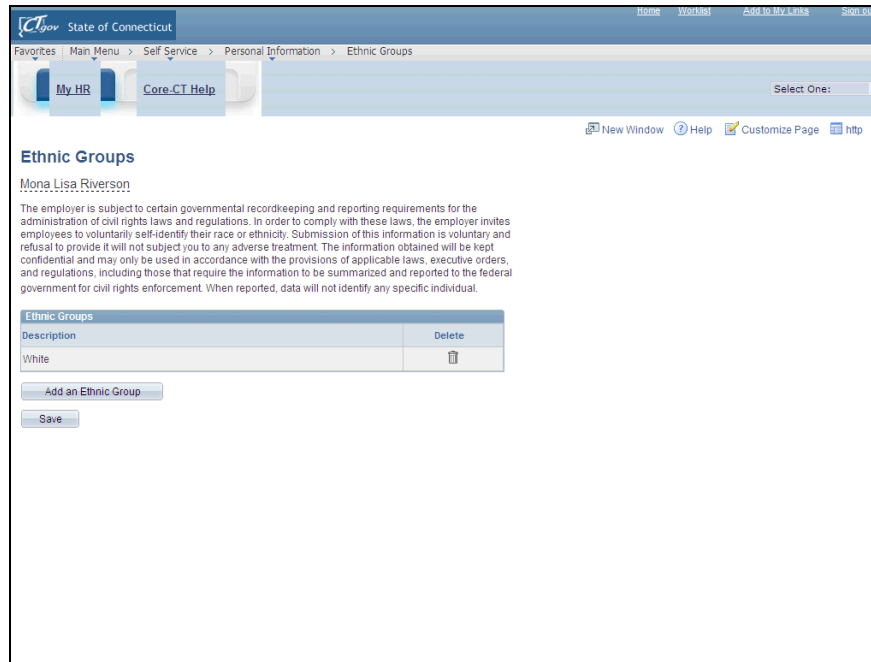 Home Worklist Add to My Links Sign ou
CT.gov State of Connecticut
Favorites Main Menu > Self Service > Personal Information > Ethnic Groups
My HR Core-CT Help
Select One:
New Window Help Customize Page http
Ethnic Groups
Mona Lisa Riverson
The employer is subject to certain governmental recordkeeping and reporting requirements for the
administration of civil rights laws and regulations. In order to comply with these laws, the employer invites
employees to voluntarily self-identify their race or ethnicity. Submission of this information is voluntary and
refusal to provide it will not subject you to any adverse treatment. The information obtained will be kept
confidential and may only be used in accordance with the provisions of applicable laws, executive orders,
and regulations, including those that require the information to be summarized and reported to the federal
government for civil rights enforcement. When reported, data will not identify any specific individual.
Ethnic Groups
Description Delete
White
Add an Ethnic Group
Save